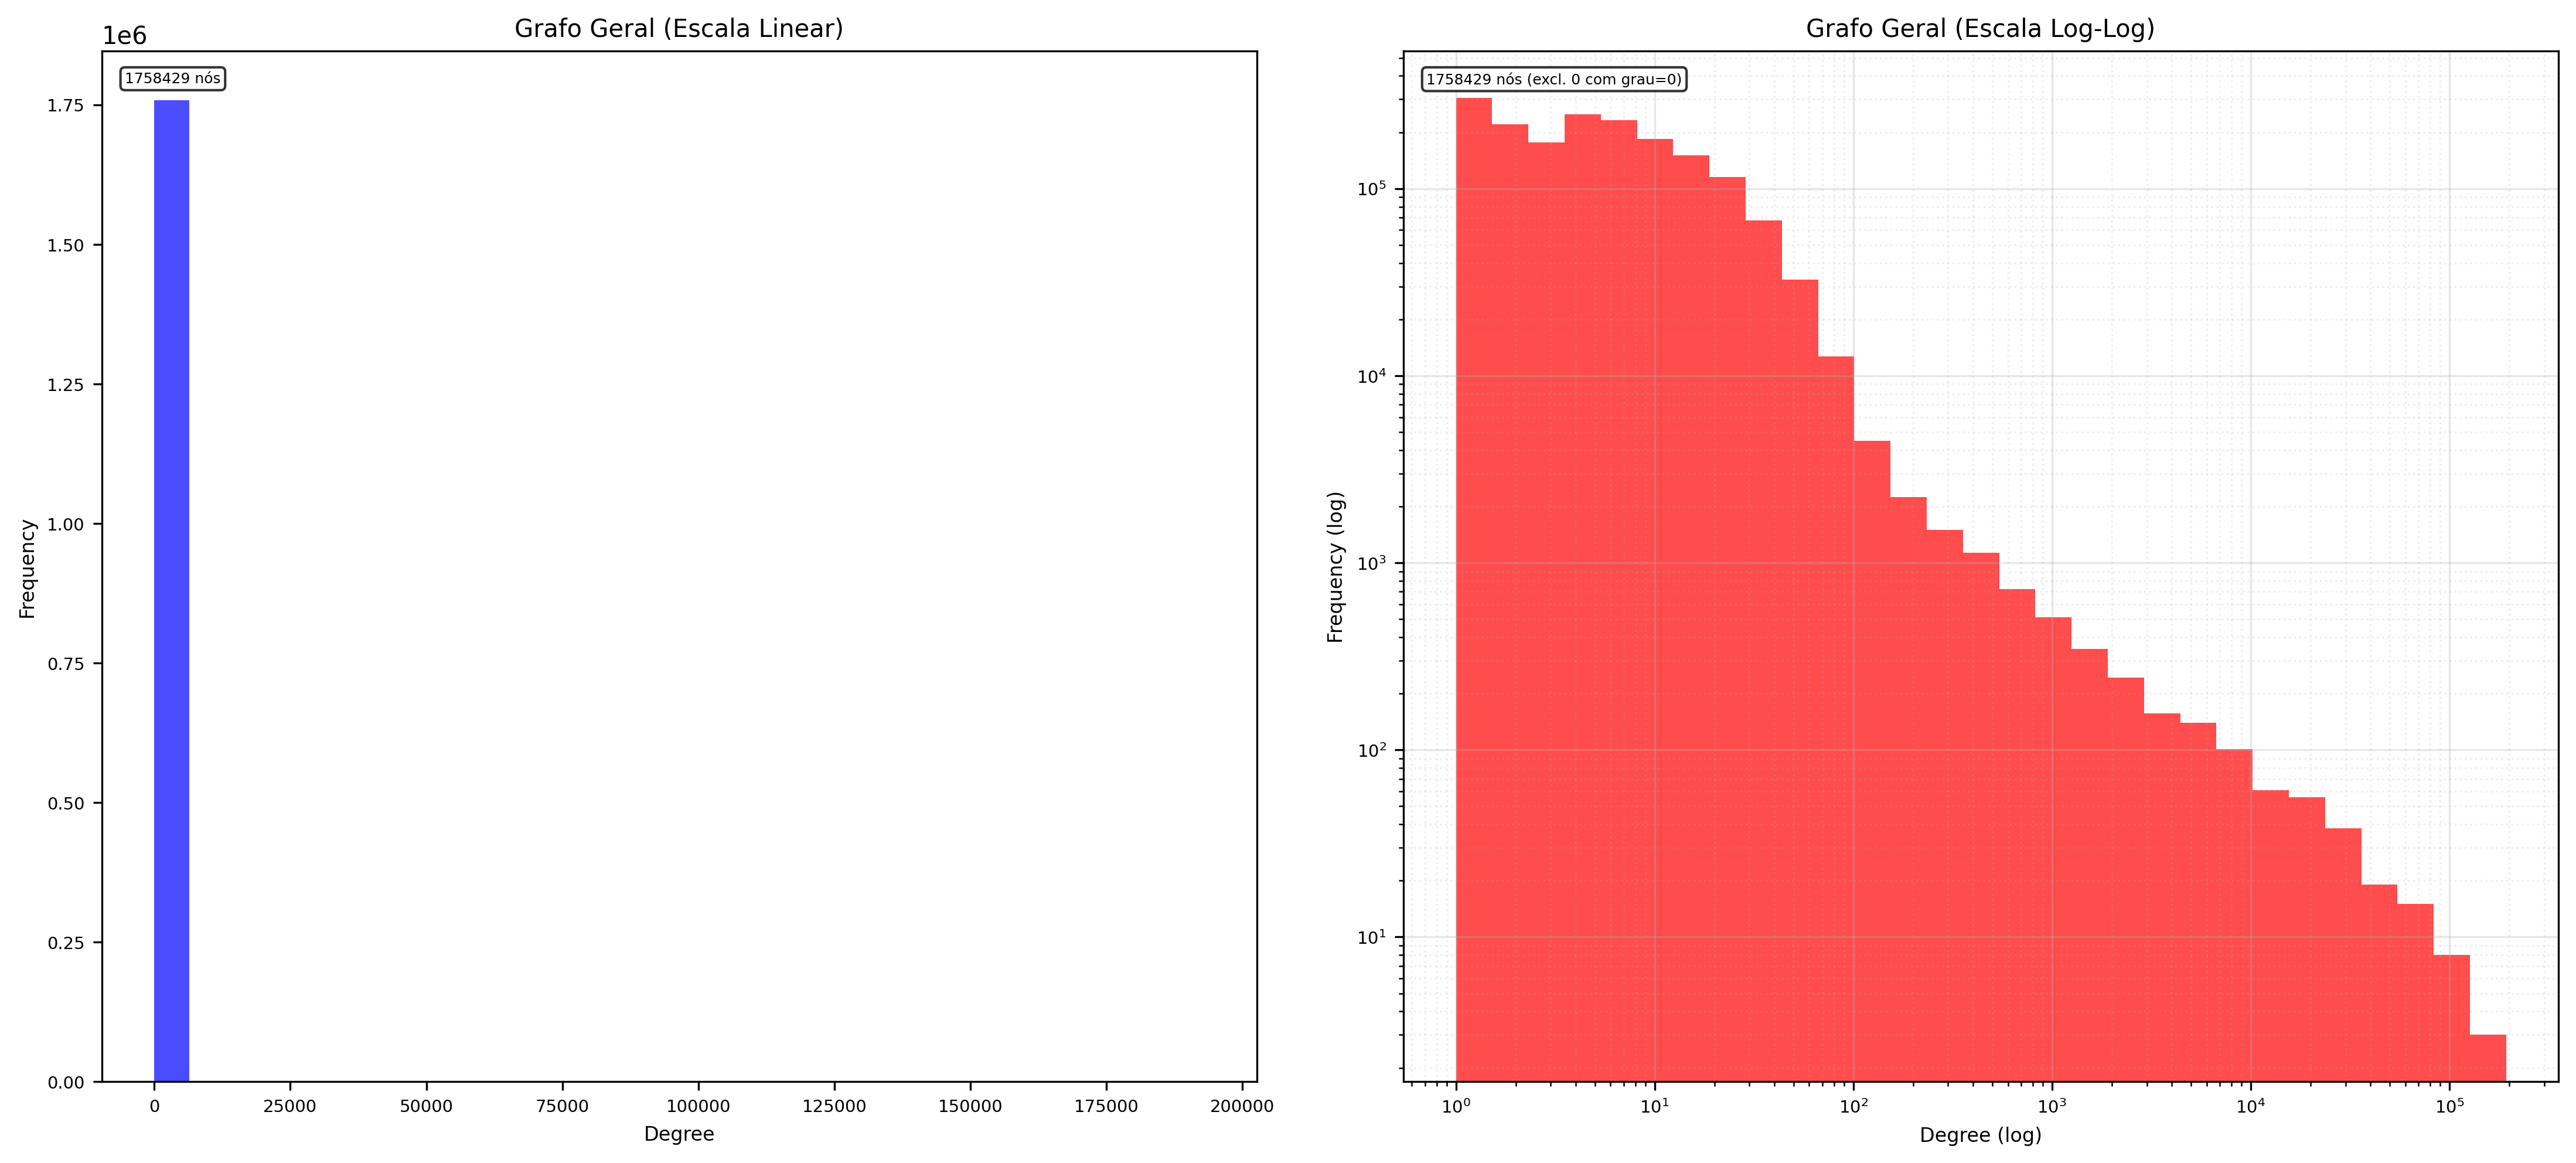 Grafo Geral (Escala Linear)
1e6
1758429 nós
1.75
1.50
1.25
1.00
0.75
0.50
0.25
0.00
Frequency
0 25000 50000 75000 100000 125000 150000 175000 200000
Degree
Grafo Geral (Escala Log-Log)
1758429 nós (excl. 0 com grau=0)
10⁵
10⁴
10³
10²
10¹
Frequency (log)
10⁰ 10¹ 10² 10³ 10⁴ 10⁵
Degree (log)